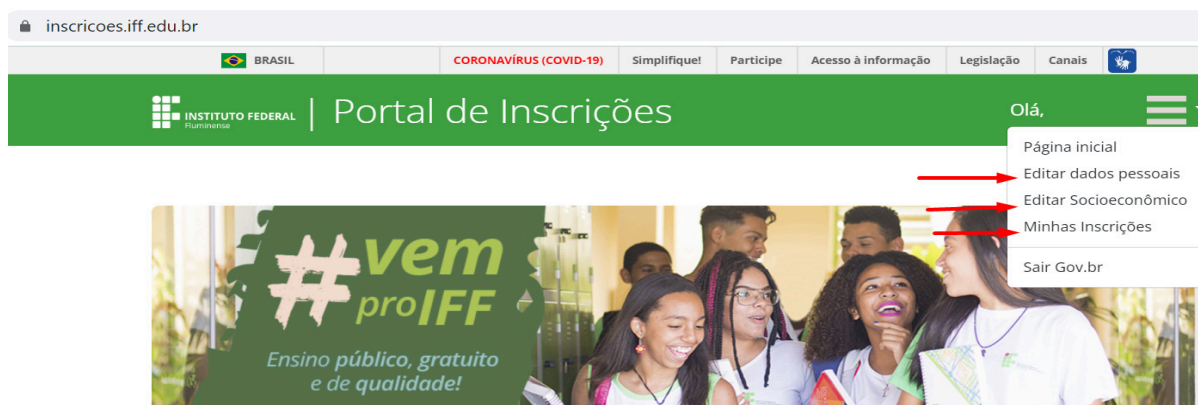 inscricoes.iff.edu.br
BRASIL CORONAVÍRUS (COVID-19) Simplifique! Participe Acesso à informação Legislação Canais
INSTITUTO FEDERAL
Fluminense
Portal de Inscrições
Olá,
Página inicial
Editar dados pessoais
Editar Socioeconômico
Minhas Inscrições
Sair Gov.br
#vem
proIFF
Ensino público, gratuito
e de qualidade!